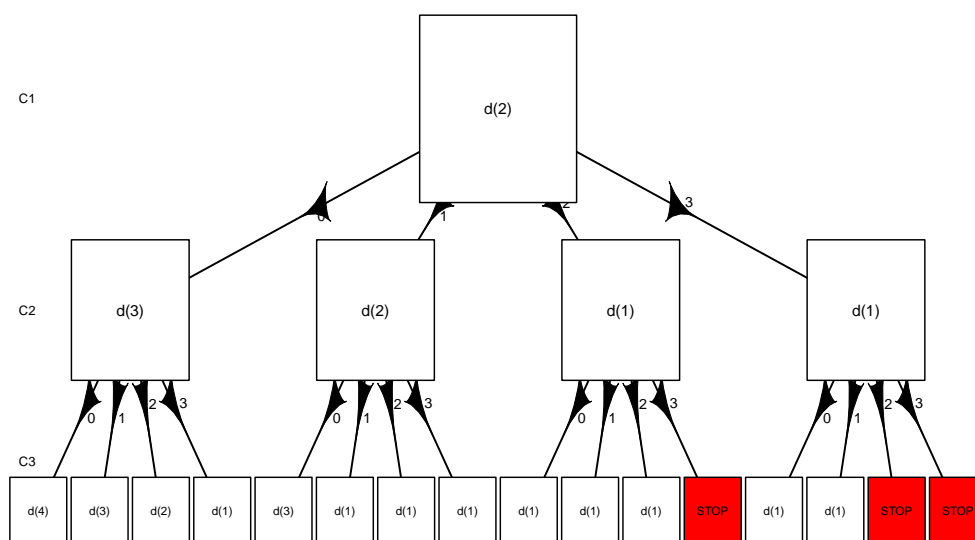 C1
d(2)
0
1
2
3
C2
d(3)
d(2)
d(1)
d(1)
0 1 2 3 0 1 2 3 0 1 2 3 0 1 2 3
C3
d(4) d(3) d(2) d(1) d(3) d(1) d(1) d(1) d(1) d(1) d(1) STOP d(1) d(1) STOP STOP